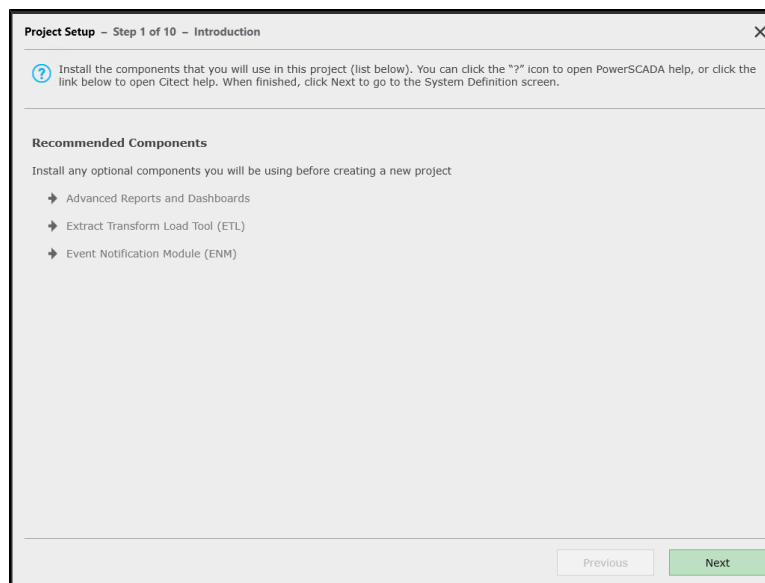 Project Setup – Step 1 of 10 – Introduction
Install the components that you will use in this project (list below). You can click the “?” icon to open PowerSCADA help, or click the
link below to open Citect help. When finished, click Next to go to the System Definition screen.
Recommended Components
Install any optional components you will be using before creating a new project
Advanced Reports and Dashboards
Extract Transform Load Tool (ETL)
Event Notification Module (ENM)
Previous
Next